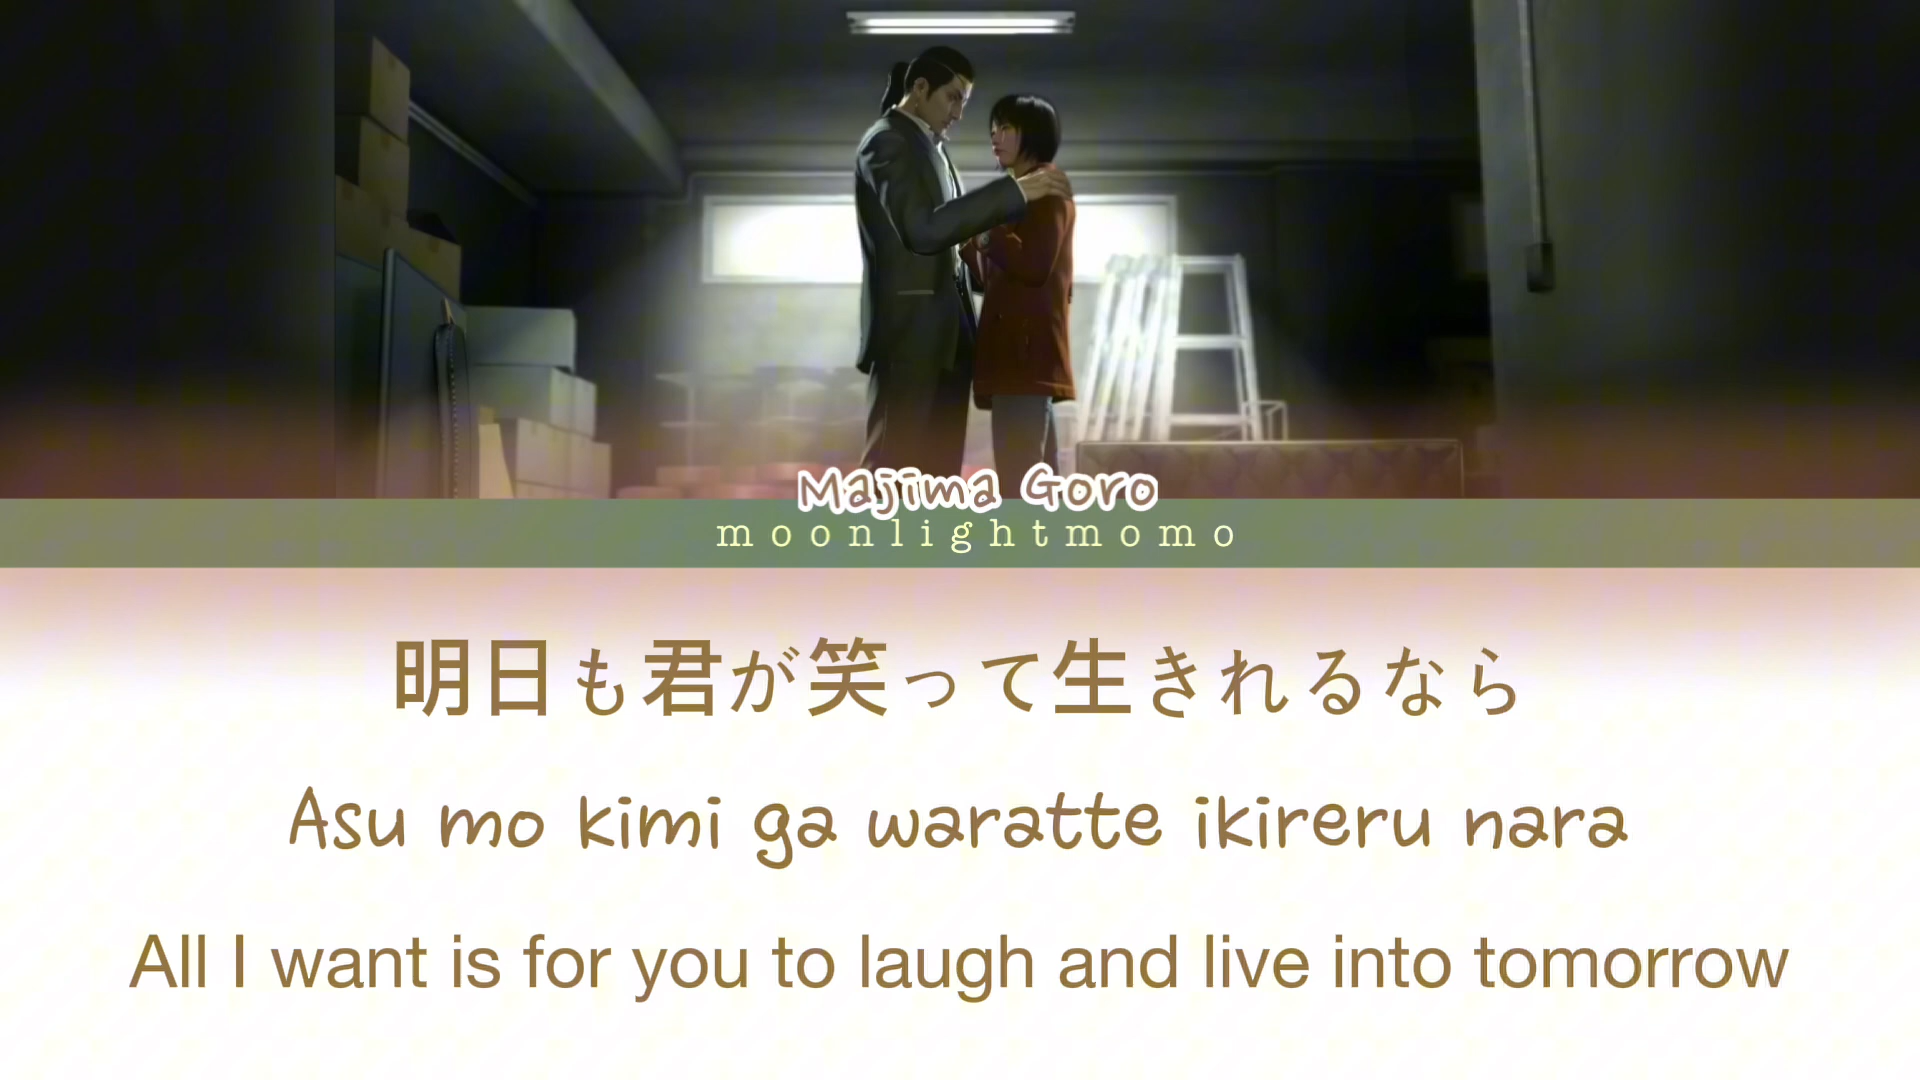 Majima Goro
moonlightmomo
明日も君が笑って生きれるなら
Asu mo kimi ga waratte ikireru nara
All I want is for you to laugh and live into tomorrow